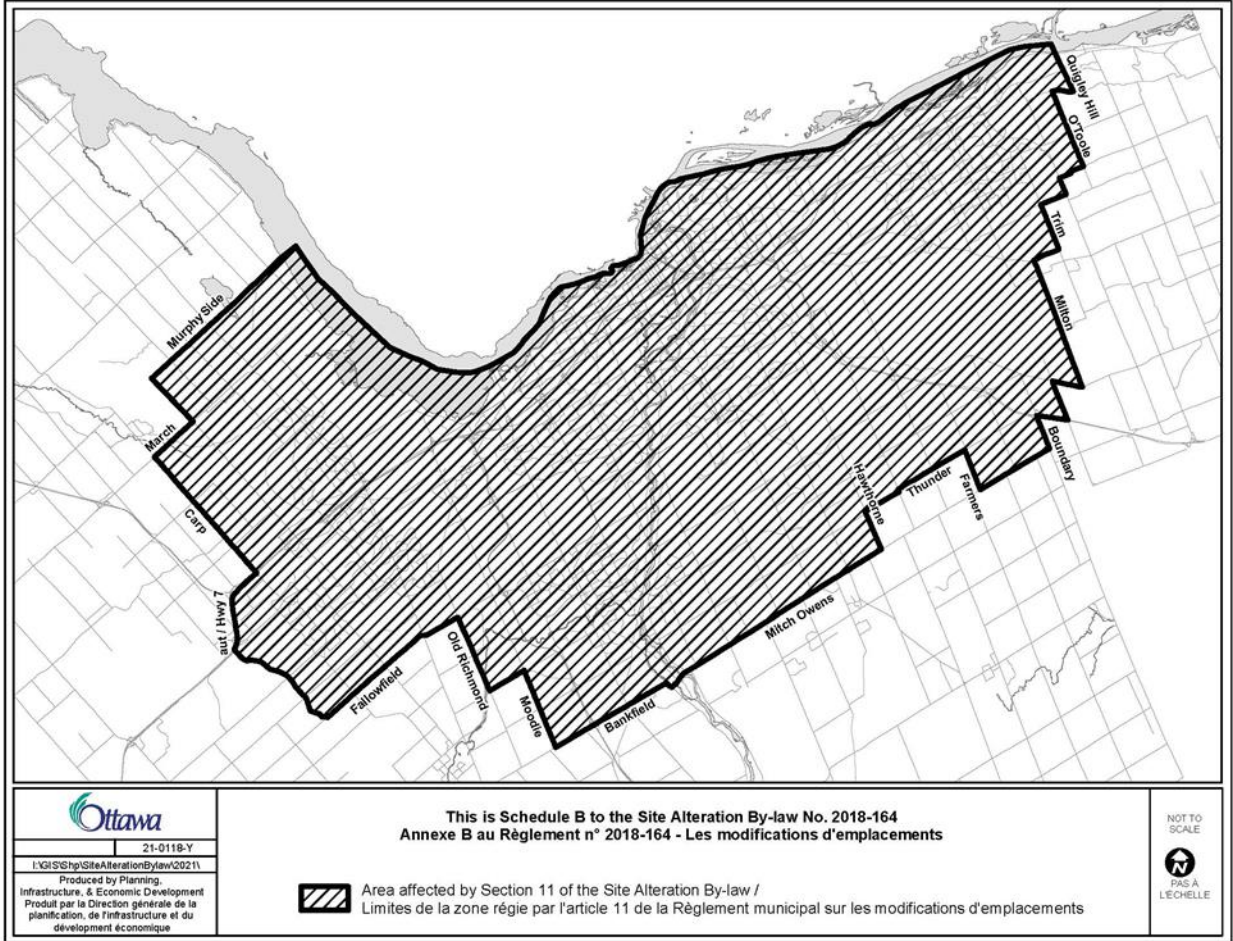 Quigley Hill
O'Toole
Trim
Milton
Boundary
Farmers
Thunder
Hawthorne
Mitch Owens
Bankfield
Moodie
Old Richmond
Fallowfield
aut / Hwy 7
Carp
March
Murphy Side
Ottawa
21-0118-Y
I:\GIS\Shp\SiteAlterationBylaw\2021\
Produced by Planning,
Infrastructure, & Economic Development
Produit par la Direction générale de la
planification, de l'infrastructure et du
développement économique
This is Schedule B to the Site Alteration By-law No. 2018-164
Annexe B au Règlement n° 2018-164 - Les modifications d'emplacements
Area affected by Section 11 of the Site Alteration By-law /
Limites de la zone régie par l'article 11 de la Règlement municipal sur les modifications d'emplacements
NOT TO
SCALE
N
PAS À
L'ÉCHELLE